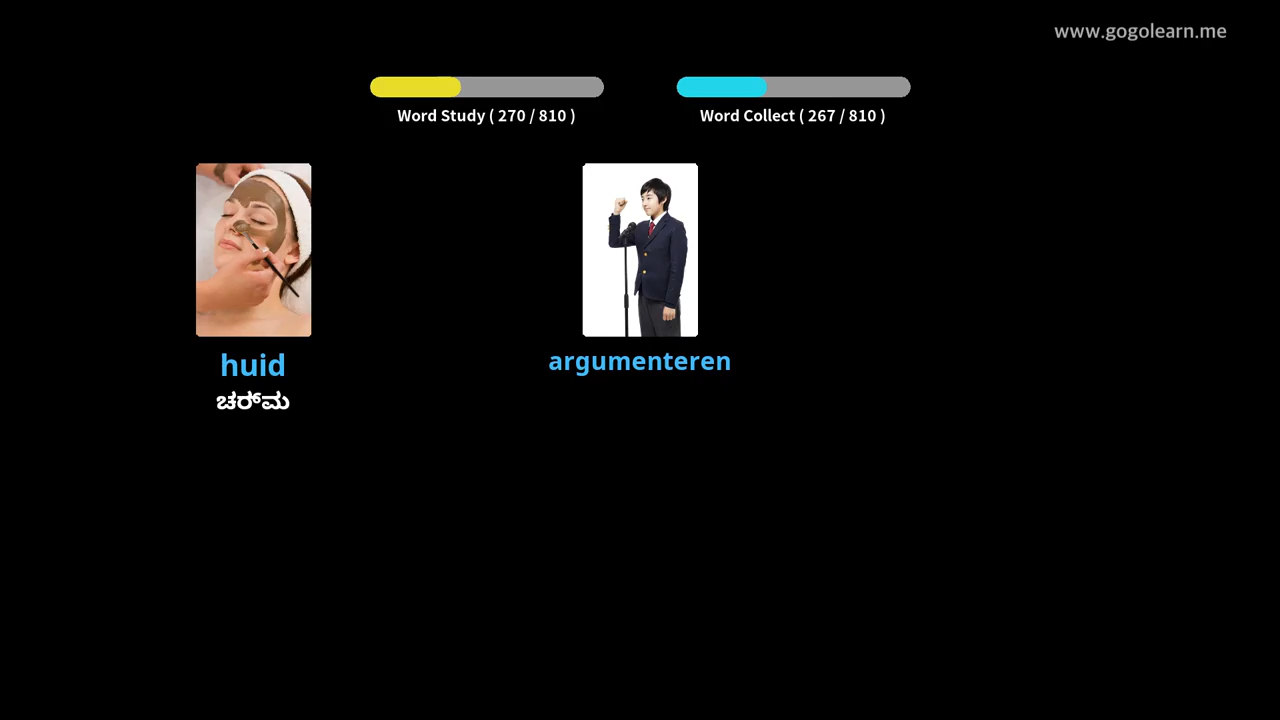 www.gogolearn.me
Word Study ( 270 / 810 )
Word Collect ( 267 / 810 )
huid
argumenteren
ಚರ್‍ಮ